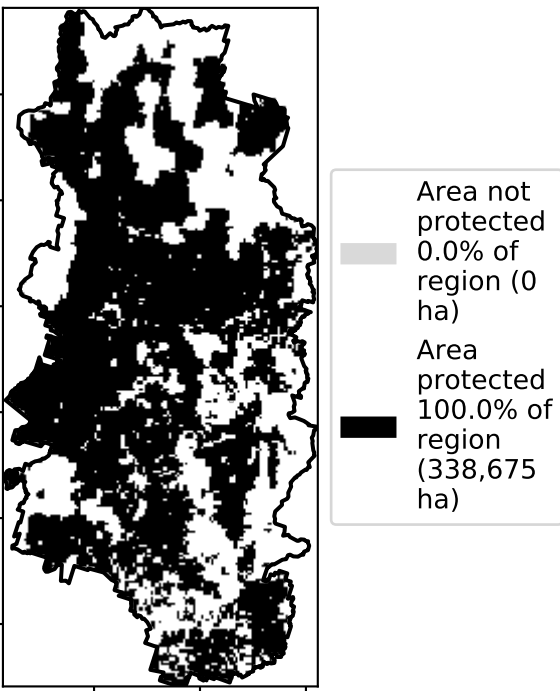 Area not
protected
0.0% of
region (0
ha)
Area
protected
100.0% of
region
(338,675
ha)